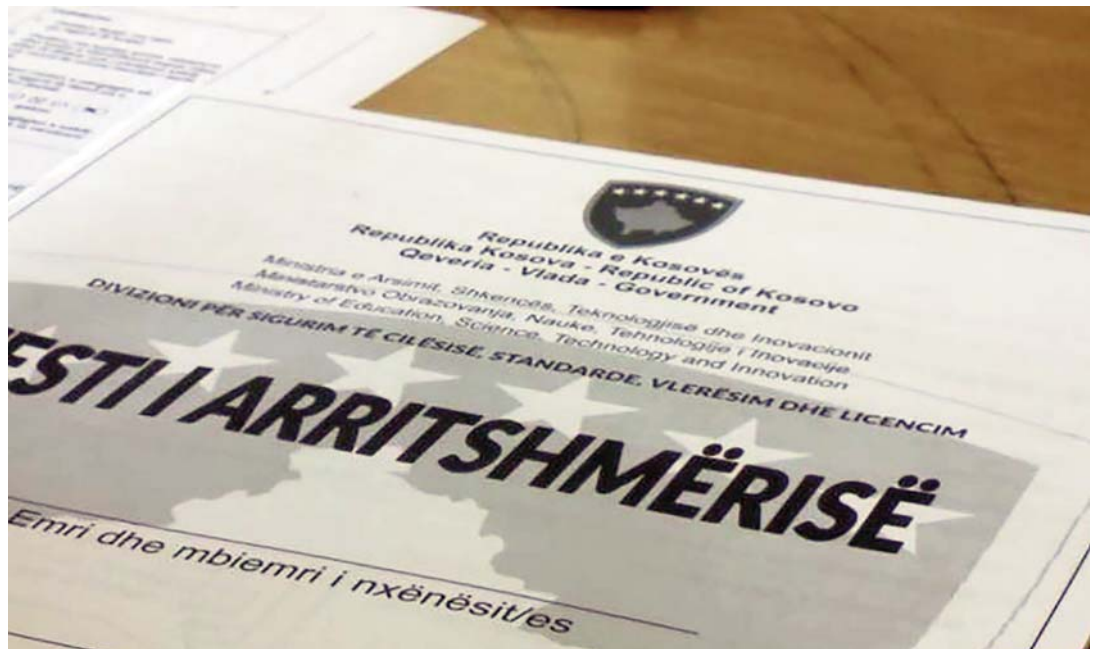 Republika e Kosovës
Republika Kosova - Republic of Kosovo
Qeveria - Vlada - Government
Ministria e Arsimit, Shkencës, Teknologjisë dhe Inovacionit
Ministarstvo Obrazovanja, Nauke, Tehnologije i Inovacije
Ministry of Education, Science, Technology and Innovation
DIVIZIONI PËR SIGURIM TË CILËSISË, STANDARDE, VLERËSIM DHE LICENCIM
ESTI I ARRITSHMËRISË
Emri dhe mbiemri i nxënësit/es